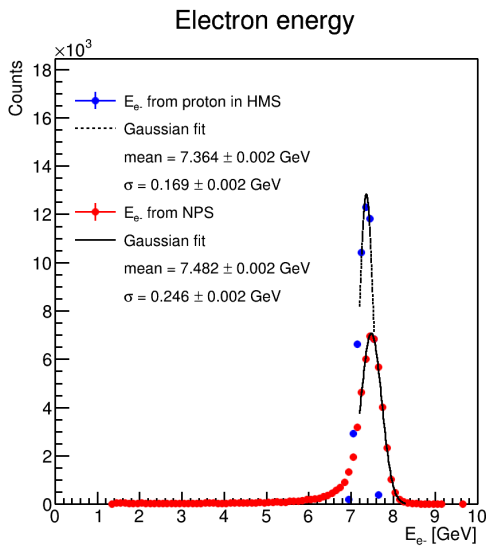 Electron energy
×10³
Counts
18
16
14
12
10
8
6
4
2
0
E_e- from proton in HMS
Gaussian fit
mean = 7.364 ± 0.002 GeV
σ = 0.169 ± 0.002 GeV
E_e- from NPS
Gaussian fit
mean = 7.482 ± 0.002 GeV
σ = 0.246 ± 0.002 GeV
0 1 2 3 4 5 6 7 8 9 10
E_e- [GeV]